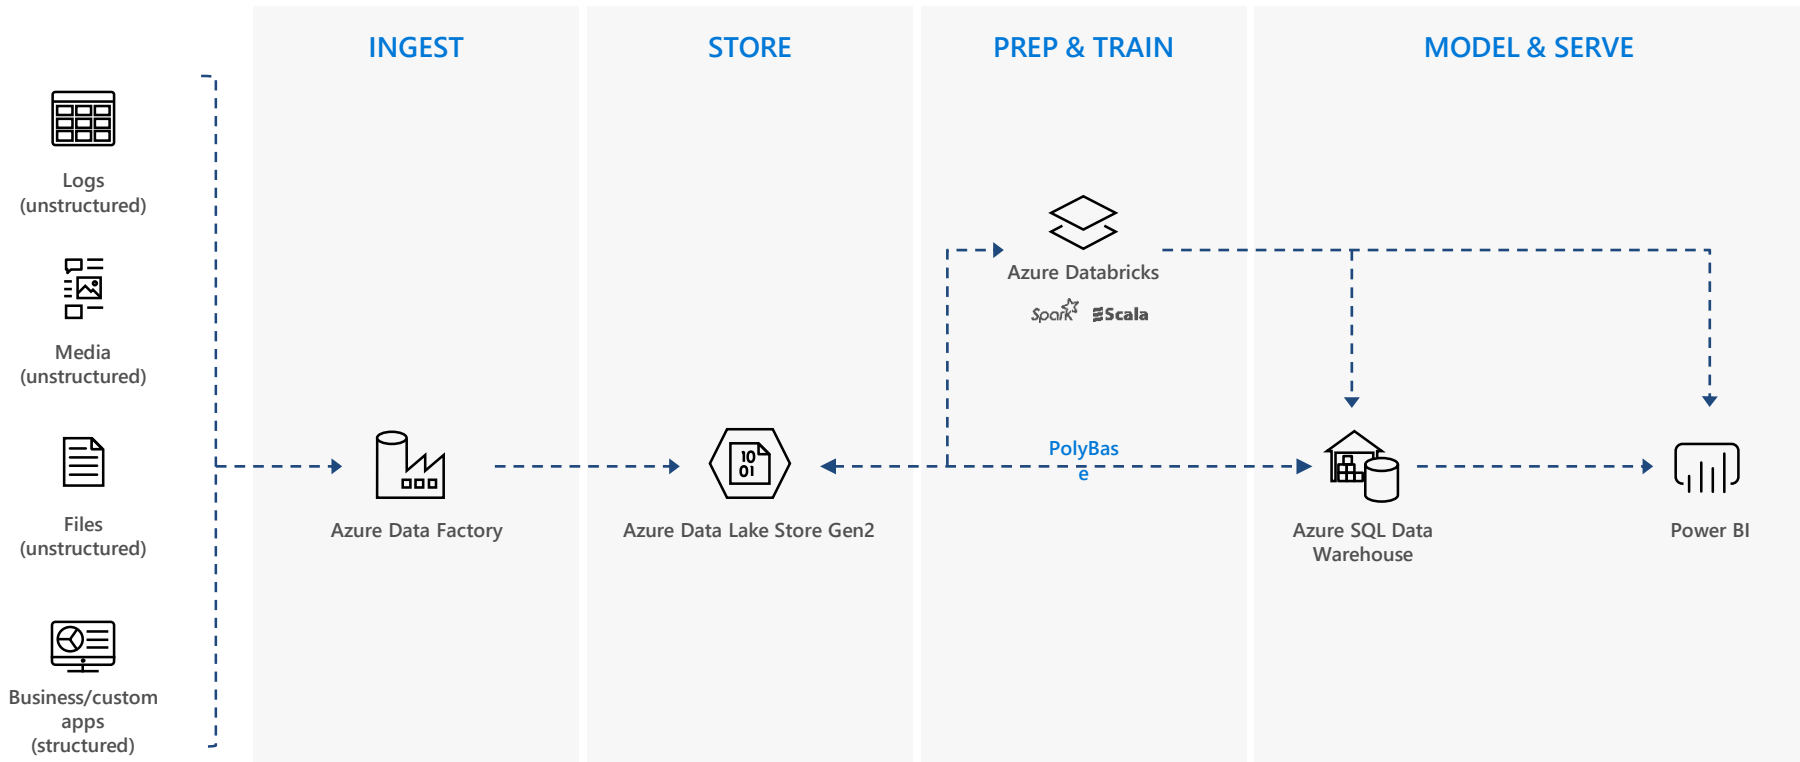 INGEST
STORE
PREP & TRAIN
MODEL & SERVE
Logs
(unstructured)
Media
(unstructured)
Files
(unstructured)
Business/custom
apps
(structured)
Azure Data Factory
10
01
Azure Data Lake Store Gen2
Azure Databricks
Spark
Scala
PolyBas
e
Azure SQL Data
Warehouse
Power BI